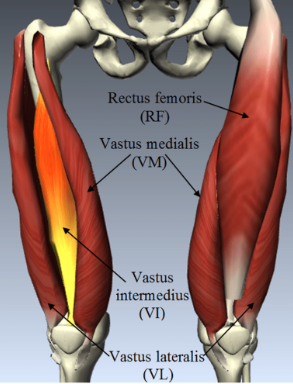 Rectus femoris
(RF)
Vastus medialis
(VM)
Vastus
intermedius
(VI)
Vastus lateralis
(VL)